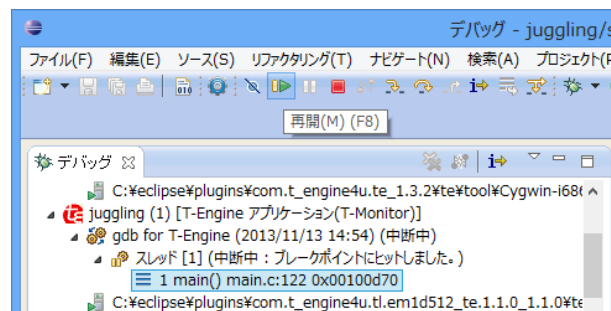 デバッグ - juggling/s
ファイル(F) 編集(E) ソース(S) リファクタリング(T) ナビゲート(N) 検索(A) プロジェクト(P
010
再開(M) (F8)
デバッグ
C:¥eclipse¥plugins¥com.t_engine4u.te_1.3.2¥te¥tool¥Cygwin-i686
juggling (1) [T-Engine アプリケーション(T-Monitor)]
gdb for T-Engine (2013/11/13 14:54) (中断中)
スレッド [1] (中断中 : ブレークポイントにヒットしました。)
1 main() main.c:122 0x00100d70
C:¥eclipse¥plugins¥com.t_engine4u.tl.em1d512_te.1.1.0_1.1.0¥te